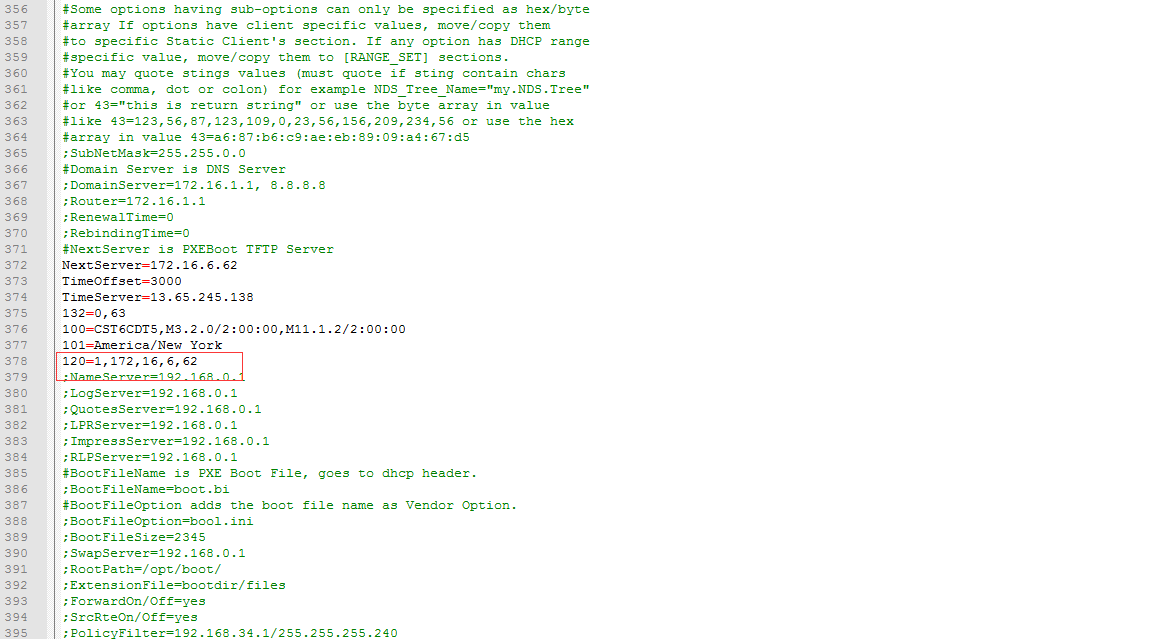 356 #Some options having sub-options can only be specified as hex/byte
357 #array If options have client specific values, move/copy them
358 #to specific Static Client's section. If any option has DHCP range
359 #specific value, move/copy them to [RANGE_SET] sections.
360 #You may quote stings values (must quote if sting contain chars
361 #like comma, dot or colon) for example NDS_Tree_Name="my.NDS.Tree"
362 #or 43="this is return string" or use the byte array in value
363 #like 43=123,56,87,123,109,0,23,56,156,209,234,56 or use the hex
364 #array in value 43=a6:87:b6:c9:ae:eb:89:09:a4:67:d5
365 ;SubNetMask=255.255.0.0
366 #Domain Server is DNS Server
367 ;DomainServer=172.16.1.1, 8.8.8.8
368 ;Router=172.16.1.1
369 ;RenewalTime=0
370 ;RebindingTime=0
371 #NextServer is PXEBoot TFTP Server
372 NextServer=172.16.6.62
373 TimeOffset=3000
374 TimeServer=13.65.245.138
375 132=0,63
376 100=CST6CDT5,M3.2.0/2:00:00,M11.1.2/2:00:00
377 101=America/New York
378 120=1,172,16,6,62
379 ;NameServer=192.168.0.1
380 ;LogServer=192.168.0.1
381 ;QuotesServer=192.168.0.1
382 ;LPRServer=192.168.0.1
383 ;ImpressServer=192.168.0.1
384 ;RLPServer=192.168.0.1
385 #BootFileName is PXE Boot File, goes to dhcp header.
386 ;BootFileName=boot.bi
387 #BootFileOption adds the boot file name as Vendor Option.
388 ;BootFileOption=bool.ini
389 ;BootFileSize=2345
390 ;SwapServer=192.168.0.1
391 ;RootPath=/opt/boot/
392 ;ExtensionFile=bootdir/files
393 ;ForwardOn/Off=yes
394 ;SrcRteOn/Off=yes
395 ;PolicyFilter=192.168.34.1/255.255.255.240